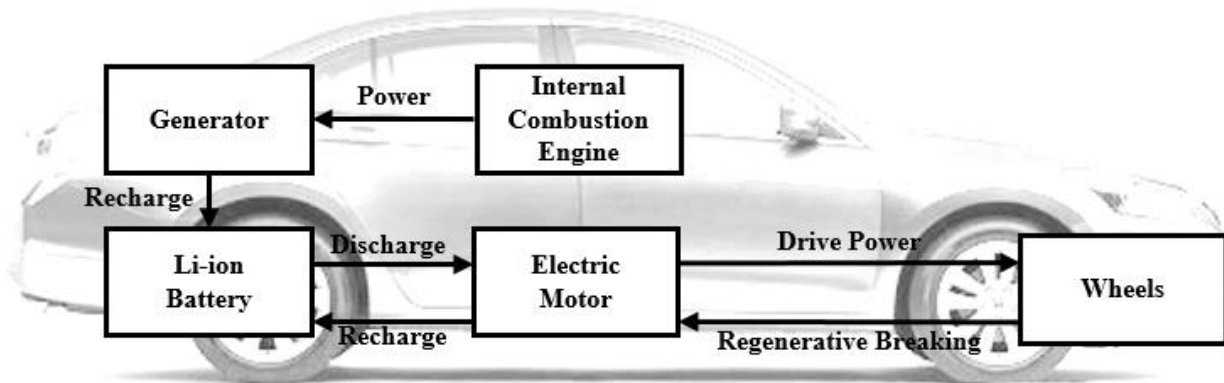 Generator
Power
Internal
Combustion
Engine
Recharge
Li-ion
Battery
Discharge
Recharge
Electric
Motor
Drive Power
Regenerative Breaking
Wheels